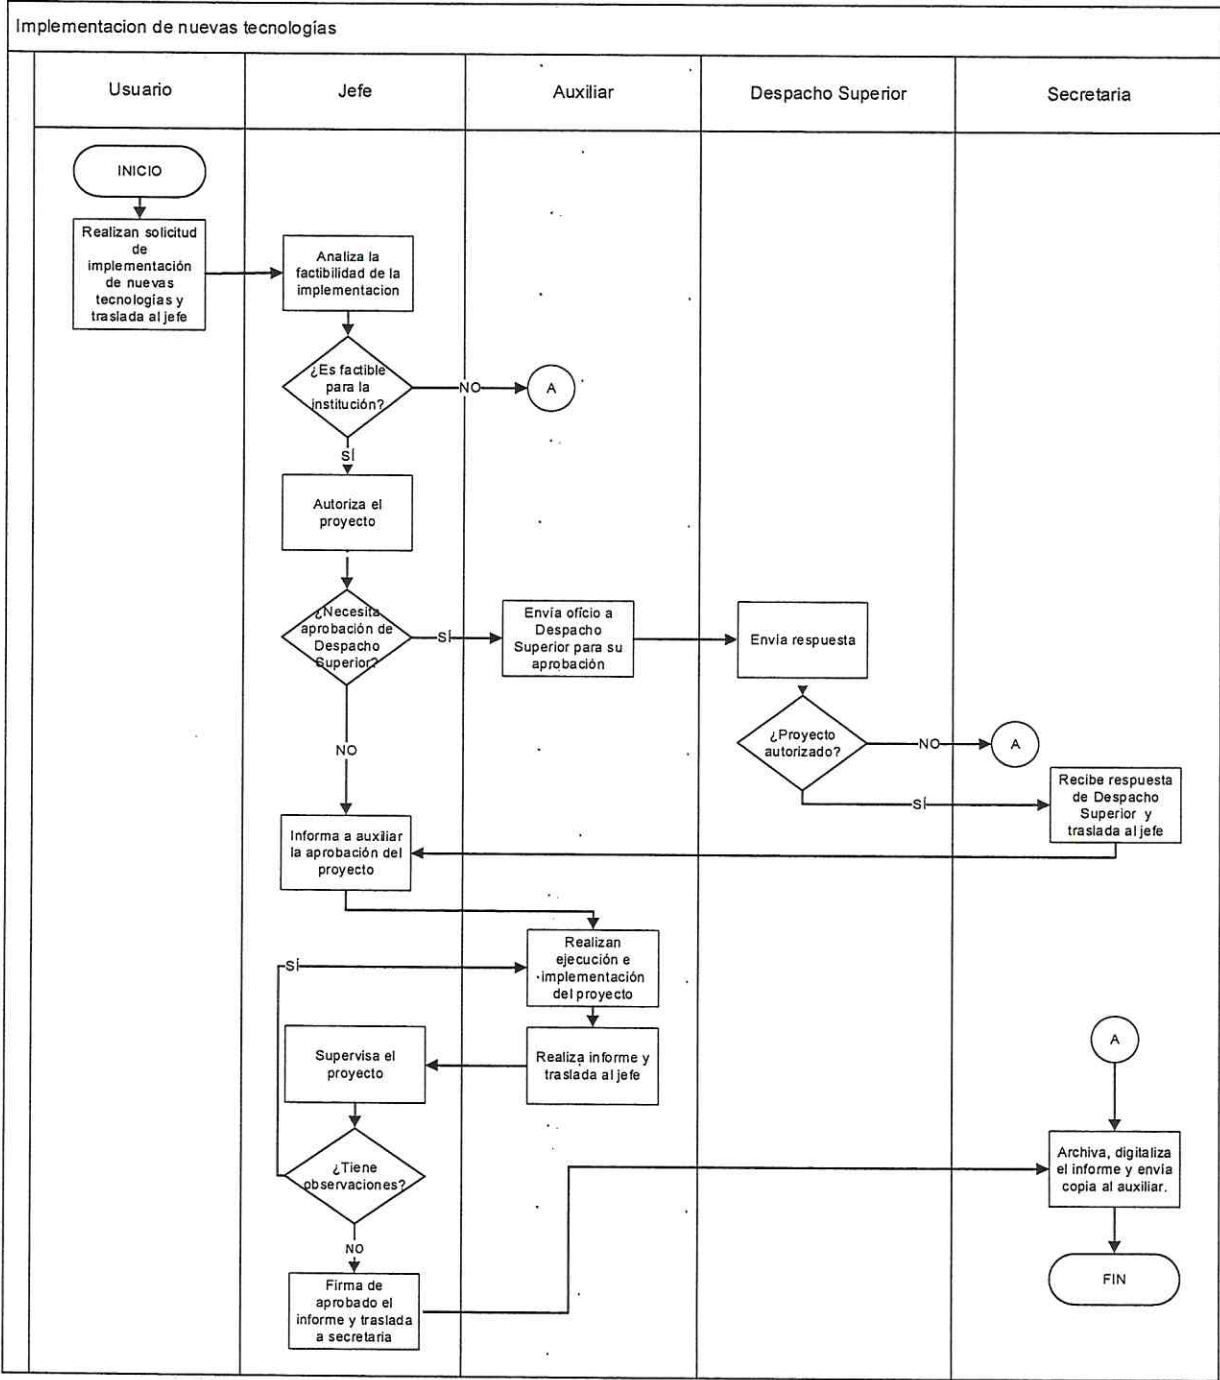 Implementacion de nuevas tecnologías
Usuario
Jefe
Auxiliar
Despacho Superior
Secretaria
INICIO
Realizan solicitud
de
implementación
de nuevas
tecnologías y
traslada al jefe
Analiza la
factibilidad de la
implementacion
¿Es factible
para la
institución?
NO
A
SÍ
Autoriza el
proyecto
¿Necesita
aprobación de
Despacho
Superior?
SÍ
Envía oficio a
Despacho
Superior para su
aprobación
Envía respuesta
¿Proyecto
autorizado?
NO
A
SÍ
Recibe respuesta
de Despacho
Superior y
traslada al jefe
NO
Informa a auxiliar
la aprobación del
proyecto
Realizan
ejecución e
implementación
del proyecto
SÍ
Realiza informe y
traslada al jefe
Supervisa el
proyecto
¿Tiene
observaciones?
NO
Firma de
aprobado el
informe y traslada
a secretaria
A
Archiva, digitaliza
el informe y envía
copia al auxiliar.
FIN